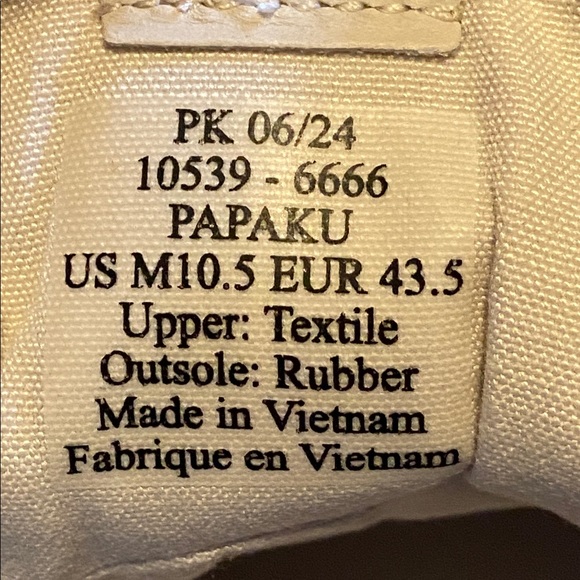 PK 06/24
10539 - 6666
PAPAKU
US M10.5 EUR 43.5
Upper: Textile
Outsole: Rubber
Made in Vietnam
Fabrique en Vietnam